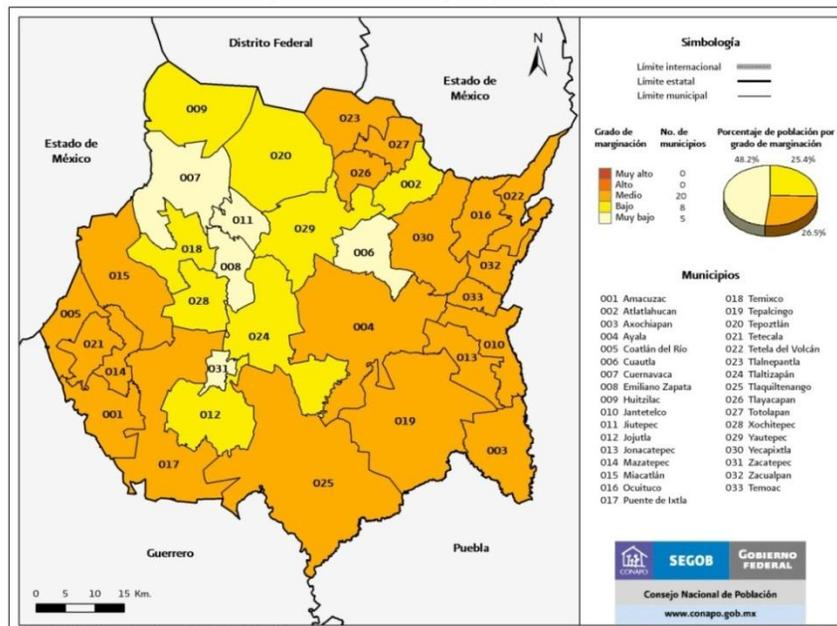 Distrito Federal
N
Estado de
México
Estado de
México
009
023
027
020
026
002
007
022
011
016
029
018
030
006
008
015
032
028
033
005
004
024
010
021
013
014
031
001
012
019
003
017
025
Guerrero
Puebla
0 5 10 15 Km.
Simbología
Límite internacional
Límite estatal
Límite municipal
Grado de marginación No. de municipios
Muy alto 0
Alto 0
Medio 20
Bajo 8
Muy bajo 5
Porcentaje de población por
grado de marginación
48.2% 25.4%
26.5%
Municipios
001 Amacuzac
002 Atlatlahucan
003 Axochiapan
004 Ayala
005 Coatlán del Río
006 Cuautla
007 Cuernavaca
008 Emiliano Zapata
009 Huitzilac
010 Jantetelco
011 Jiutepec
012 Jojutla
013 Jonacatepec
014 Mazatepec
015 Miacatlán
016 Ocuituco
017 Puente de Ixtla
018 Temixco
019 Tepalcingo
020 Tepoztlán
021 Tetecala
022 Tetela del Volcán
023 Tlalnepantla
024 Tlaltizapán
025 Tlaquiltenango
026 Tlayacapan
027 Totolapan
028 Xochitepec
029 Yautepec
030 Yecapixtla
031 Zacatepec
032 Zacualpan
033 Temoac
CONAPO
SEGOB
GOBIERNO
FEDERAL
Consejo Nacional de Población
www.conapo.gob.mx